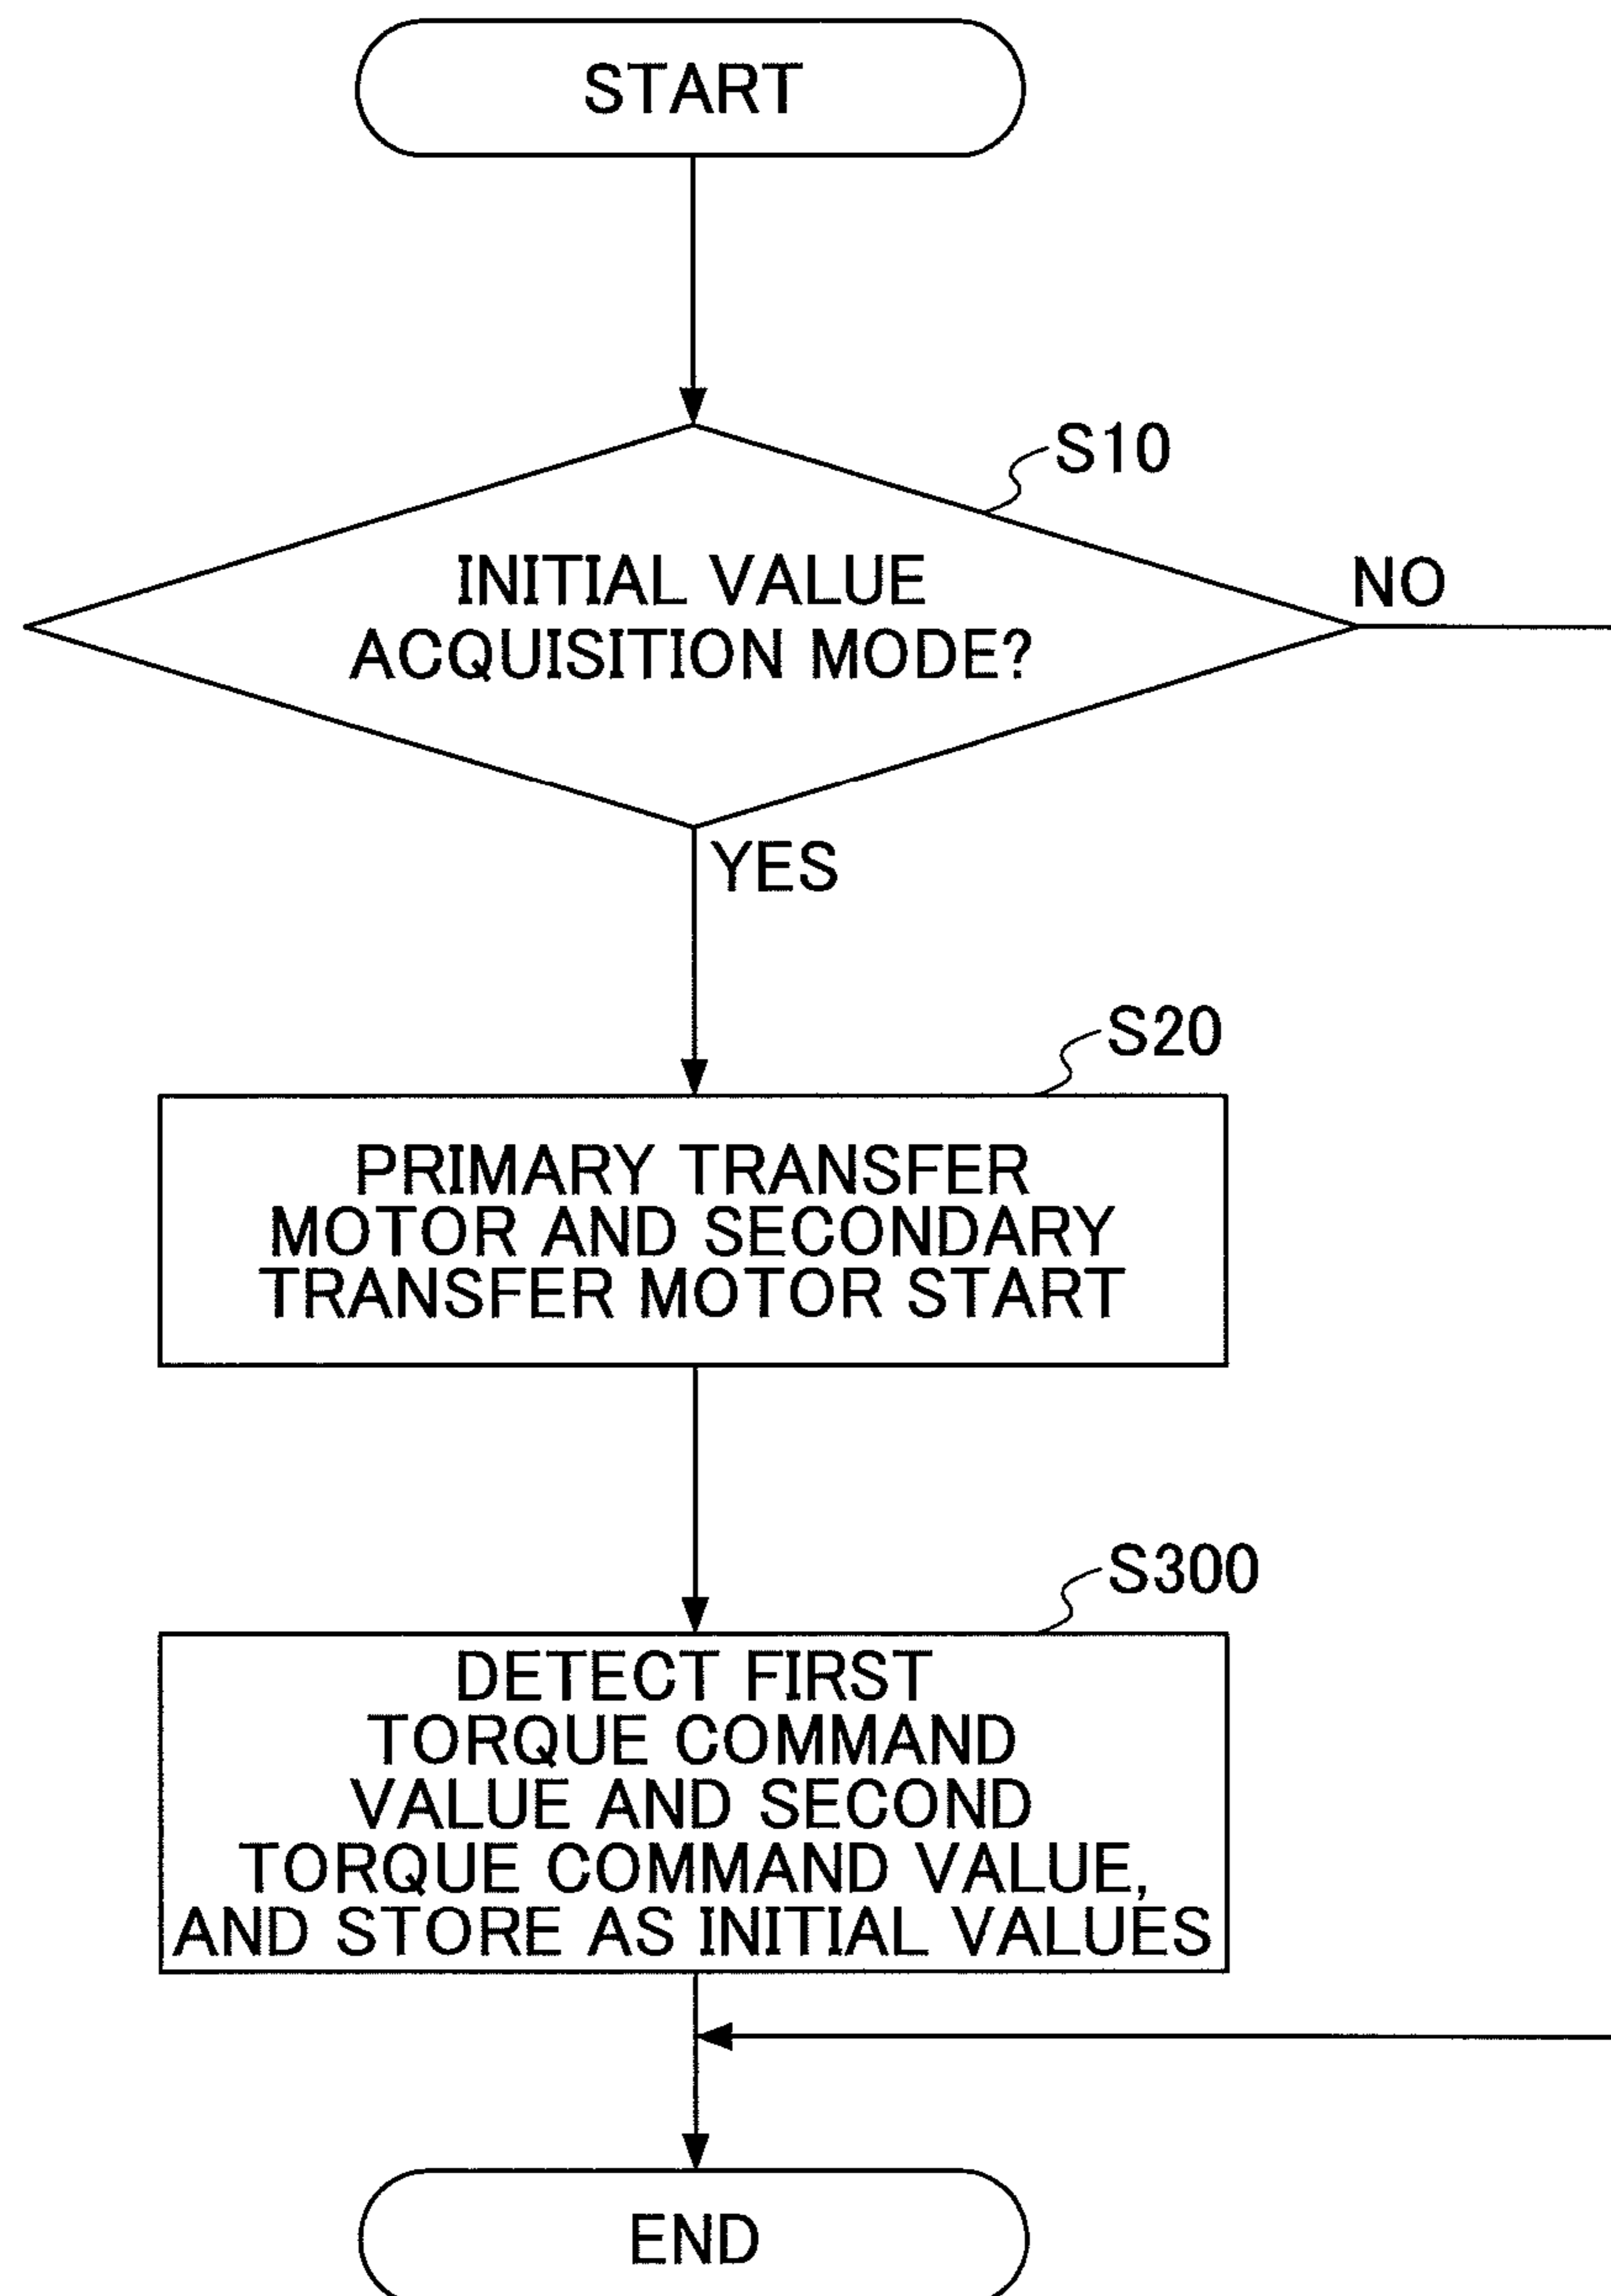 START
S10
INITIAL VALUE
ACQUISITION MODE?
NO
YES
S20
PRIMARY TRANSFER
MOTOR AND SECONDARY
TRANSFER MOTOR START
S300
DETECT FIRST
TORQUE COMMAND
VALUE AND SECOND
TORQUE COMMAND VALUE,
AND STORE AS INITIAL VALUES
END